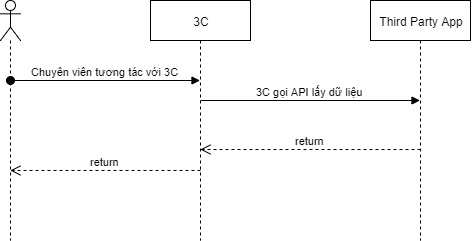 3C
Third Party App
Chuyên viên tương tác với 3C
3C gọi API lấy dữ liệu
return
return